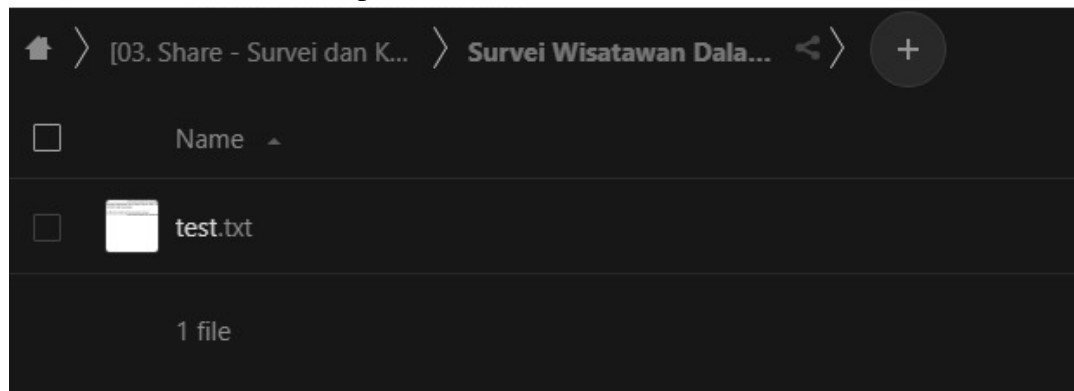 [03. Share - Survei dan K... Survei Wisatawan Dala... +
Name
test.txt
1 file